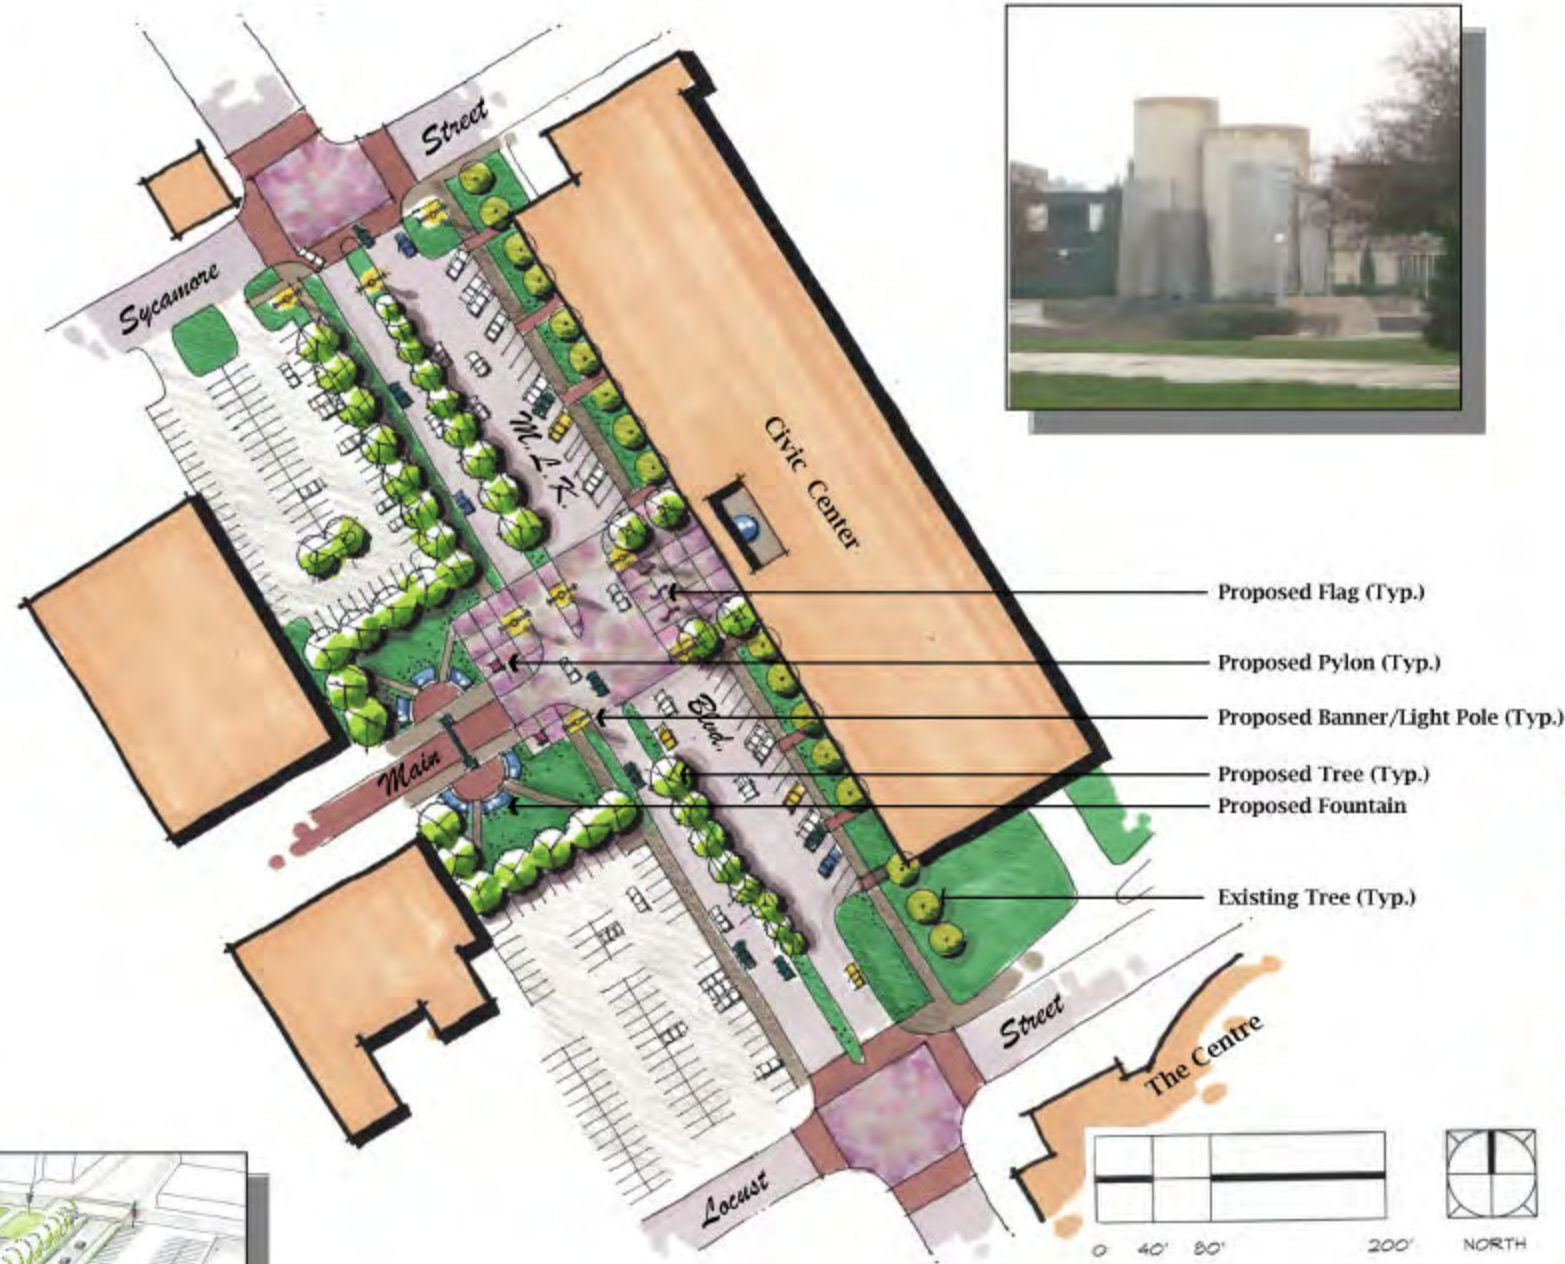 Street
Sycamore
M.L.K.
Civic Center
Proposed Flag (Typ.)
Proposed Pylon (Typ.)
Blvd.
Proposed Banner/Light Pole (Typ.)
Main
Proposed Tree (Typ.)
Proposed Fountain
Existing Tree (Typ.)
Street
The Centre
Locust
0 40' 80' 200'
NORTH